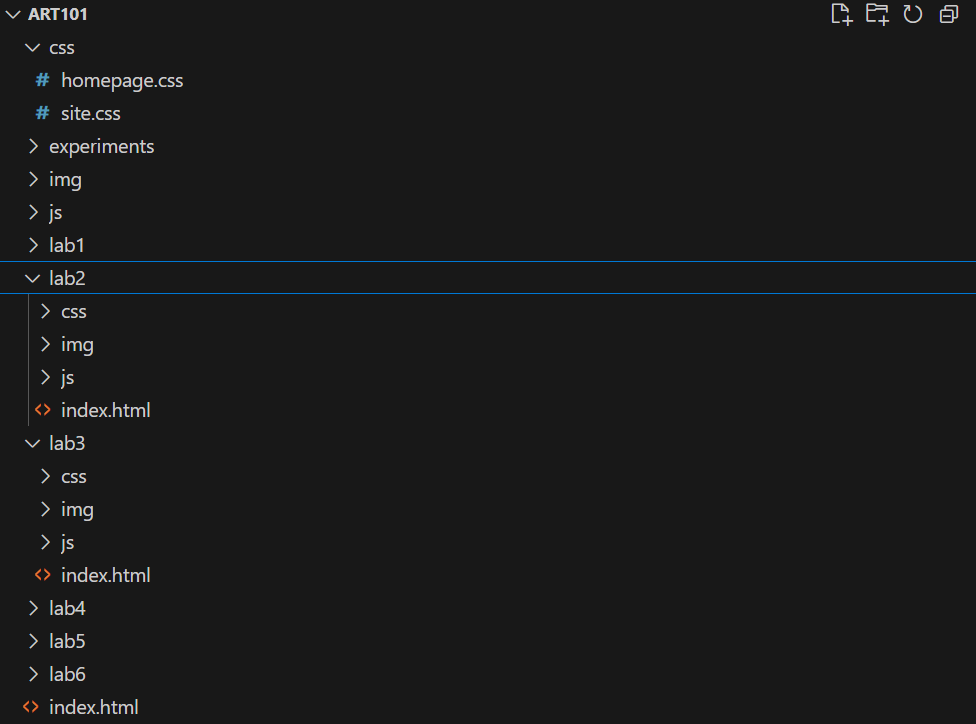 ART101
css
# homepage.css
# site.css
experiments
img
js
lab1
lab2
css
img
js
<> index.html
lab3
css
img
js
<> index.html
lab4
lab5
lab6
<> index.html